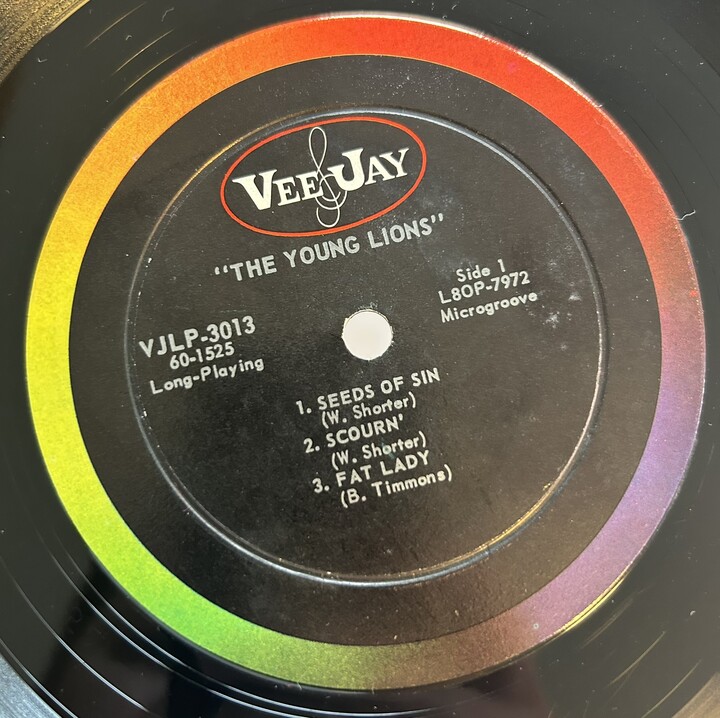 VEE JAY
"THE YOUNG LIONS"
Side 1
L8OP-7972
Microgroove
VJLP-3013
60-1525
Long-Playing
1. SEEDS OF SIN
(W. Shorter)
2. SCOURN'
(W. Shorter)
3. FAT LADY
(B. Timmons)